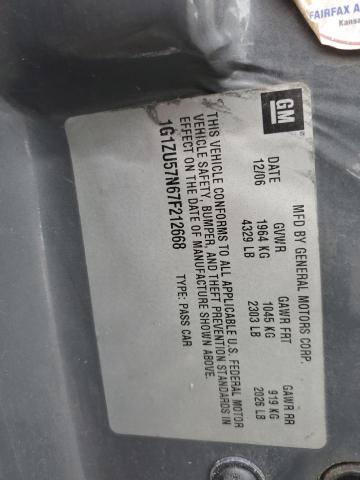 FAIRFAX A
Kansa
GM
MFD BY GENERAL MOTORS CORP.
DATE GVWR GAWR FRT GAWR RR
12/06 1964 KG 1045 KG 919 KG
4329 LB 2303 LB 2026 LB
THIS VEHICLE CONFORMS TO ALL APPLICABLE U.S. FEDERAL MOTOR
VEHICLE SAFETY, BUMPER, AND THEFT PREVENTION STANDARDS IN
EFFECT ON THE DATE OF MANUFACTURE SHOWN ABOVE.
1G1ZU57N67F212668 TYPE: PASS CAR